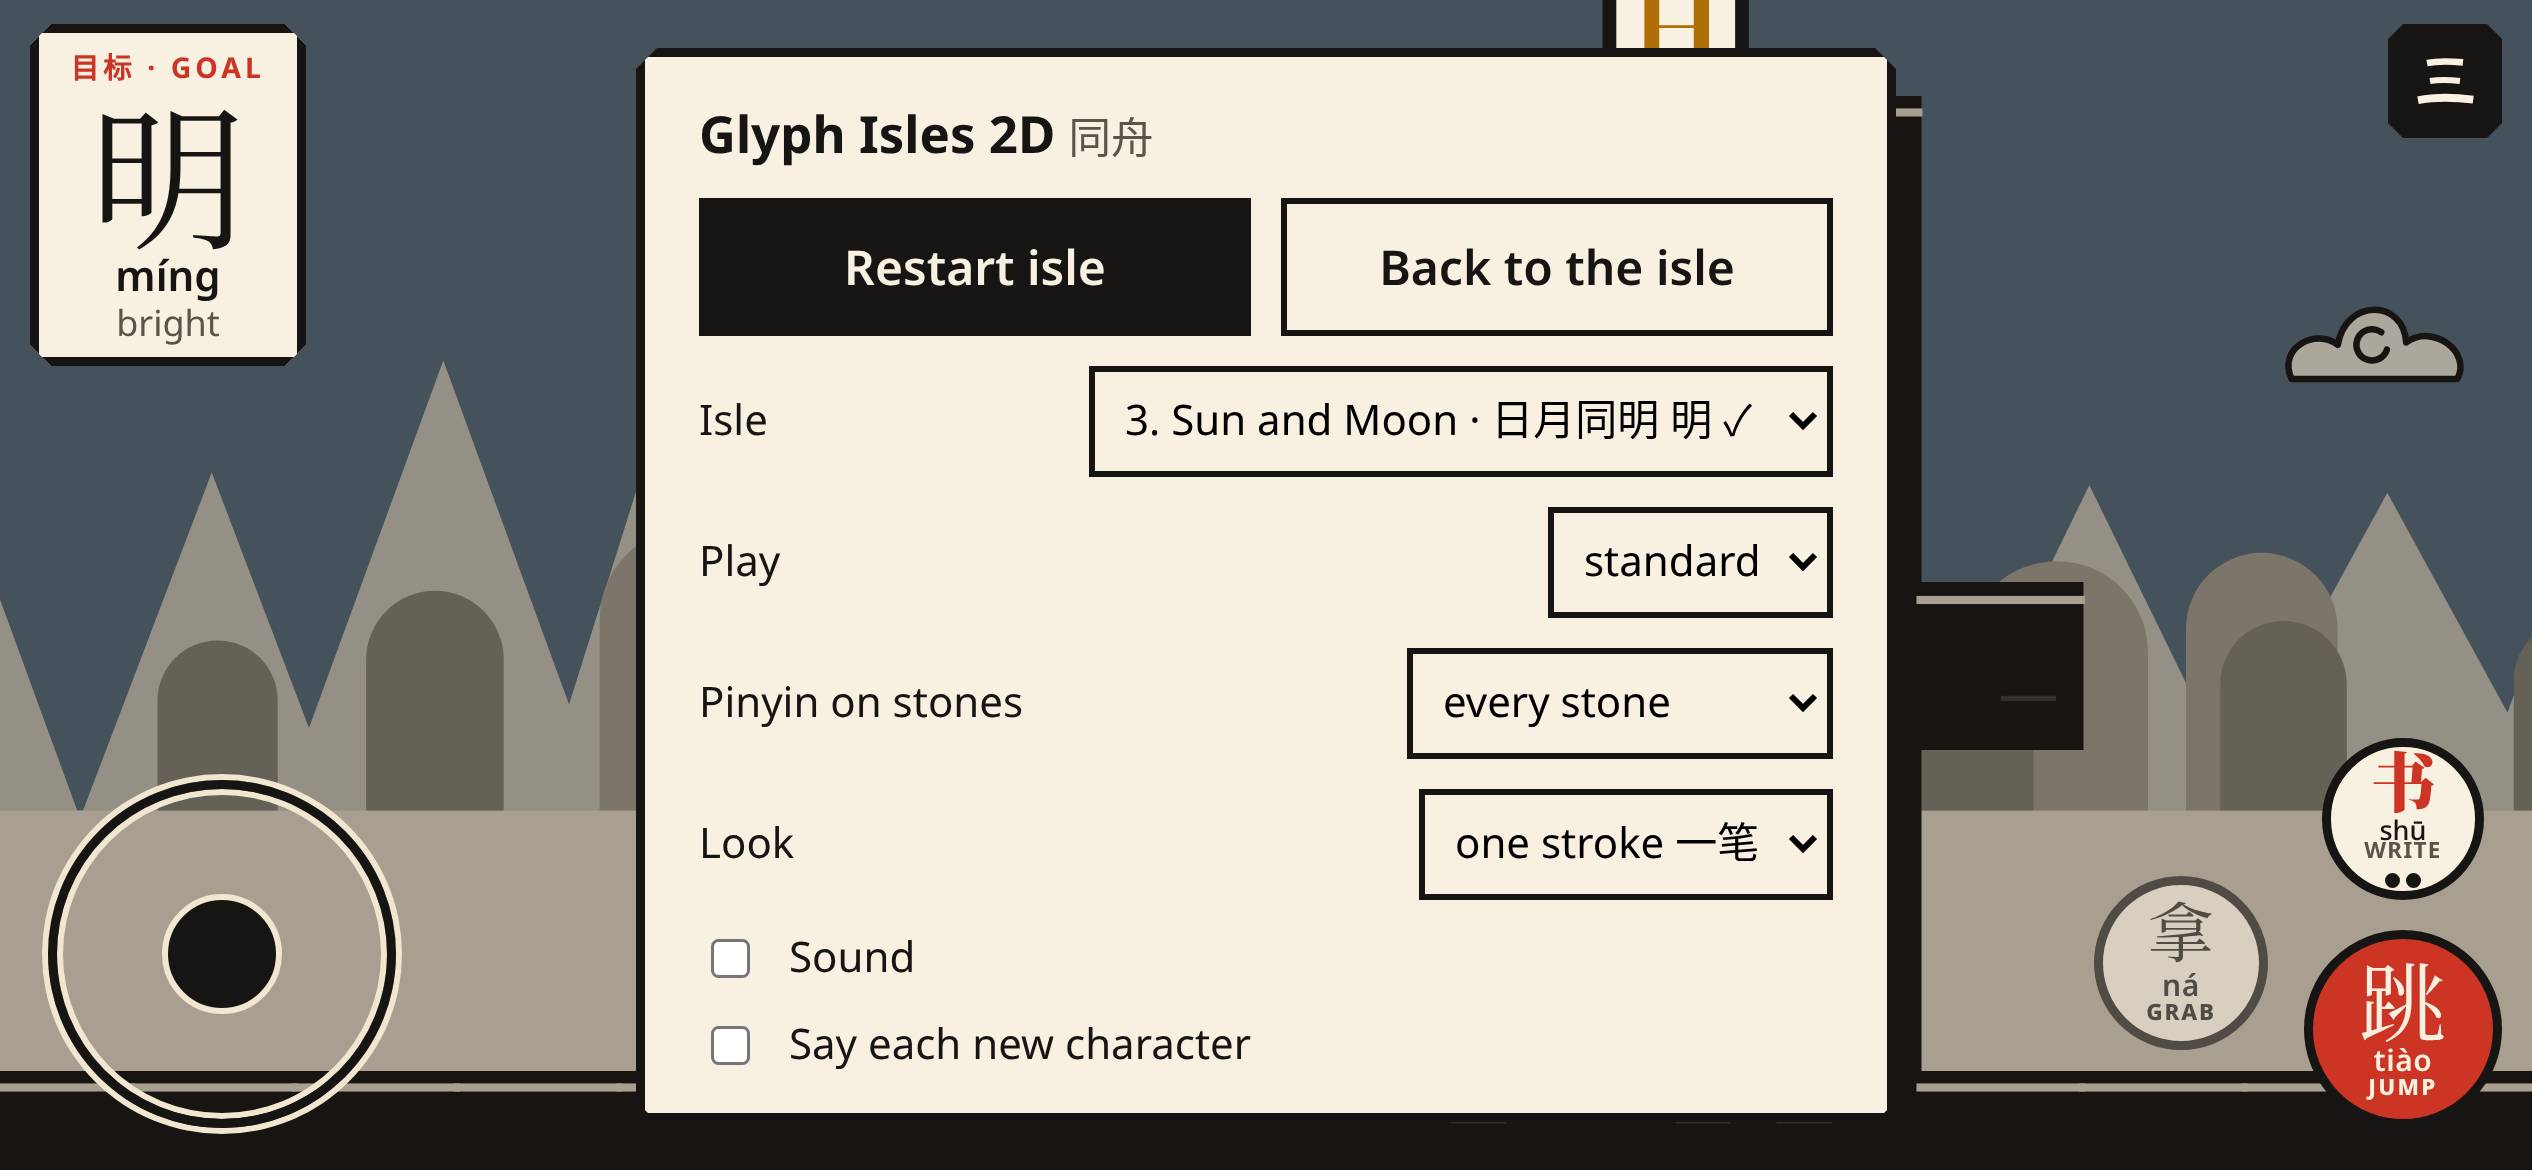 目标 · GOAL
明
míng
bright
日
三
Glyph Isles 2D 同舟
Restart isle
Back to the isle
Isle
3. Sun and Moon · 日月同明 明 ✓
Play
standard
Pinyin on stones
every stone
Look
one stroke 一笔
Sound
Say each new character
书
shū
WRITE
拿
ná
GRAB
跳
tiào
JUMP